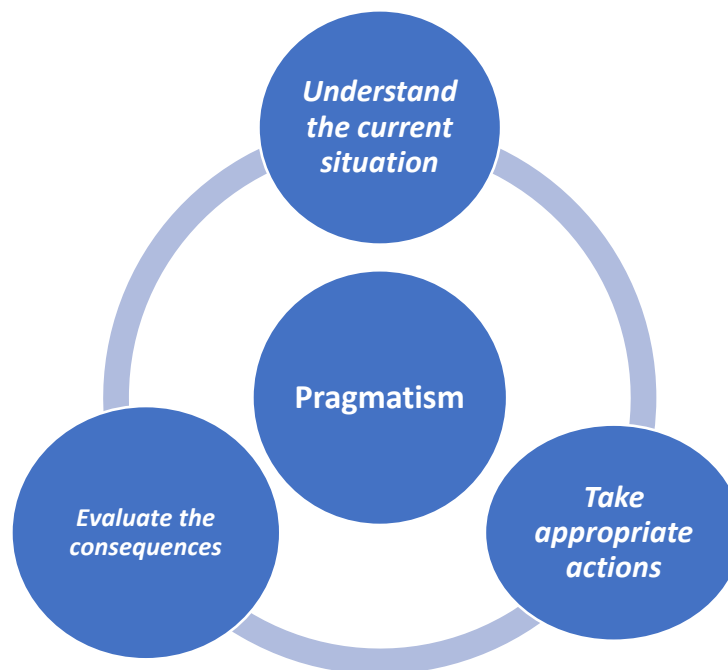 Understand
the current
situation
Pragmatism
Evaluate the
consequences
Take
appropriate
actions